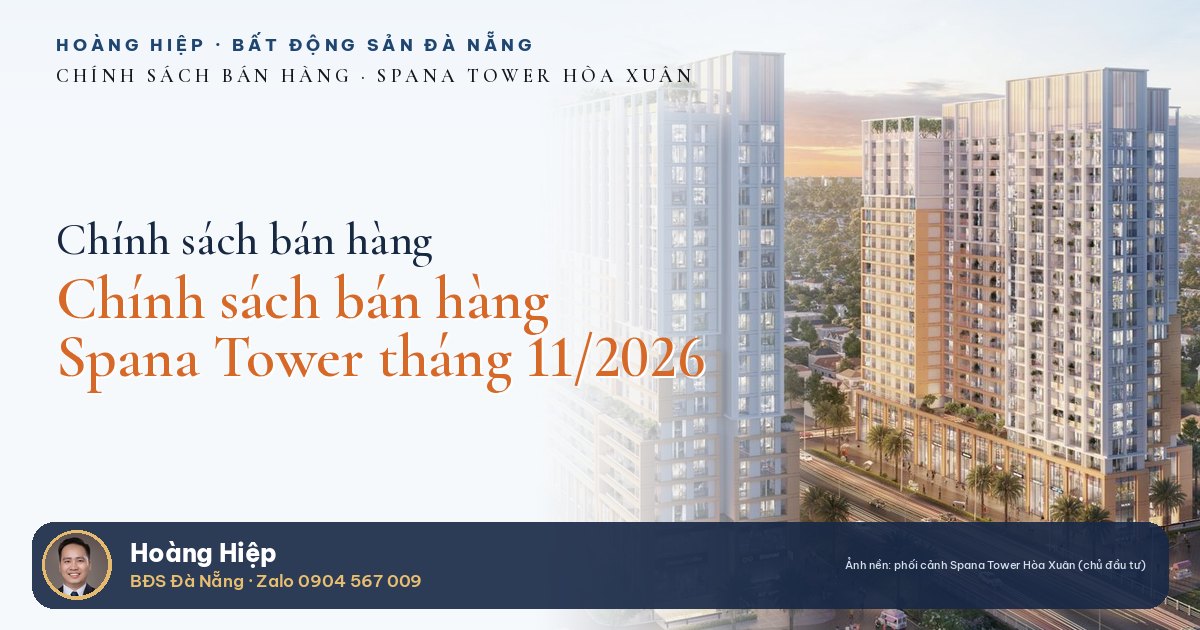 HOÀNG HIỆP · BẤT ĐỘNG SẢN ĐÀ NẴNG
CHÍNH SÁCH BÁN HÀNG · SPANA TOWER HÒA XUÂN
Chính sách bán hàng
Chính sách bán hàng
Spana Tower tháng 11/2026
Hoàng Hiệp
BĐS Đà Nẵng · Zalo 0904 567 009
Ảnh nền: phối cảnh Spana Tower Hòa Xuân (chủ đầu tư)